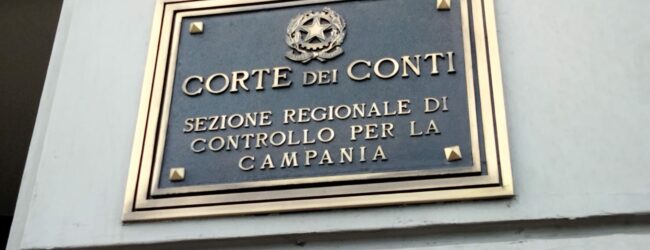 CORTE DEI CONTI
SEZIONE REGIONALE DI
CONTROLLO PER LA
CAMPANIA